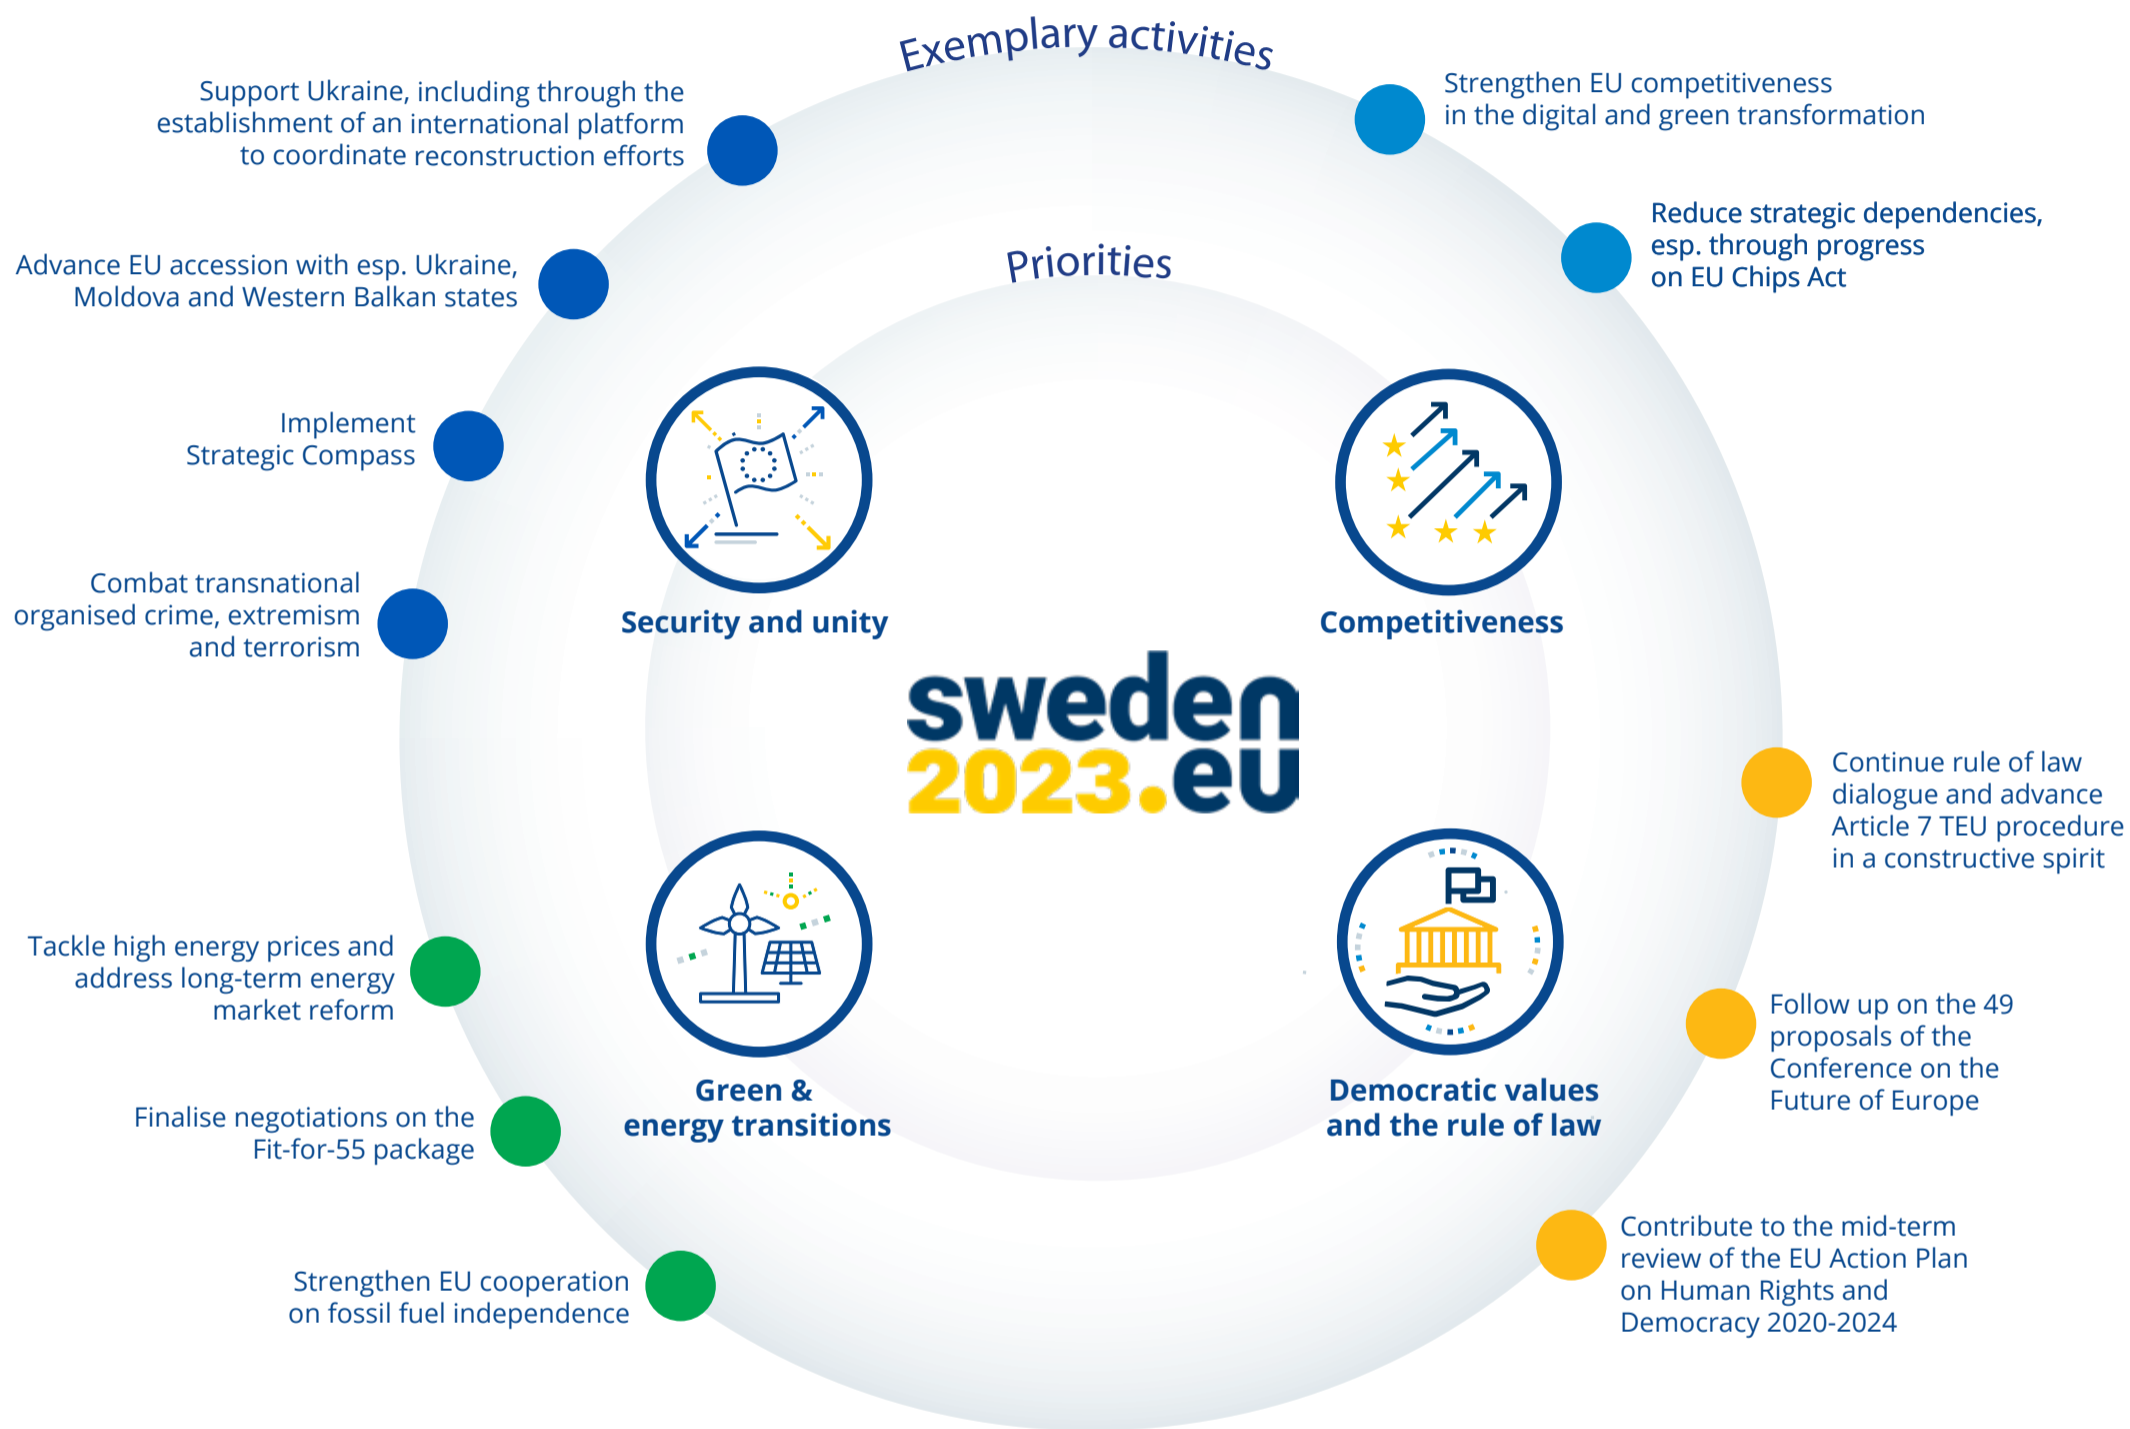 Exemplary activities
Support Ukraine, including through the
establishment of an international platform
to coordinate reconstruction efforts
Advance EU accession with esp. Ukraine,
Moldova and Western Balkan states
Implement
Strategic Compass
Combat transnational
organised crime, extremism
and terrorism
Tackle high energy prices and
address long-term energy
market reform
Finalise negotiations on the
Fit-for-55 package
Strengthen EU cooperation
on fossil fuel independence
Priorities
Security and unity
Competitiveness
sweden
2023.eu
Green &
energy transitions
Democratic values
and the rule of law
Strengthen EU competitiveness
in the digital and green transformation
Reduce strategic dependencies,
esp. through progress
on EU Chips Act
Continue rule of law
dialogue and advance
Article 7 TEU procedure
in a constructive spirit
Follow up on the 49
proposals of the
Conference on the
Future of Europe
Contribute to the mid-term
review of the EU Action Plan
on Human Rights and
Democracy 2020-2024